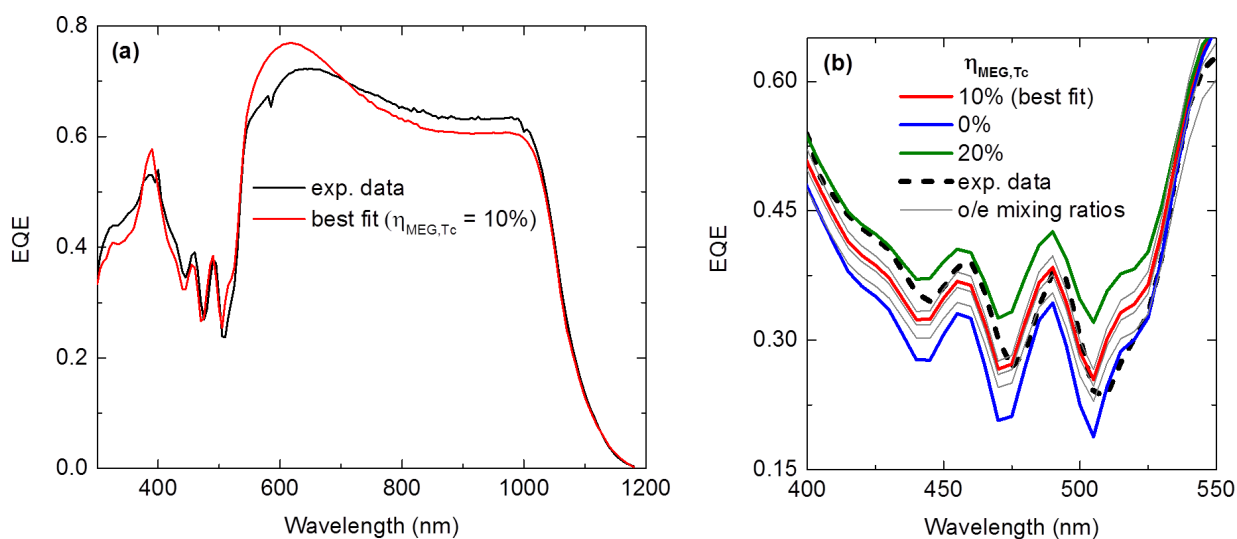 (a)
0.8
0.6
0.4
0.2
0.0
EQE
400 600 800 1000 1200
Wavelength (nm)
exp. data
best fit (ηMEG,Tc = 10%)
(b)
0.60
0.45
0.30
0.15
EQE
400 450 500 550
Wavelength (nm)
ηMEG,Tc
10% (best fit)
0%
20%
exp. data
o/e mixing ratios